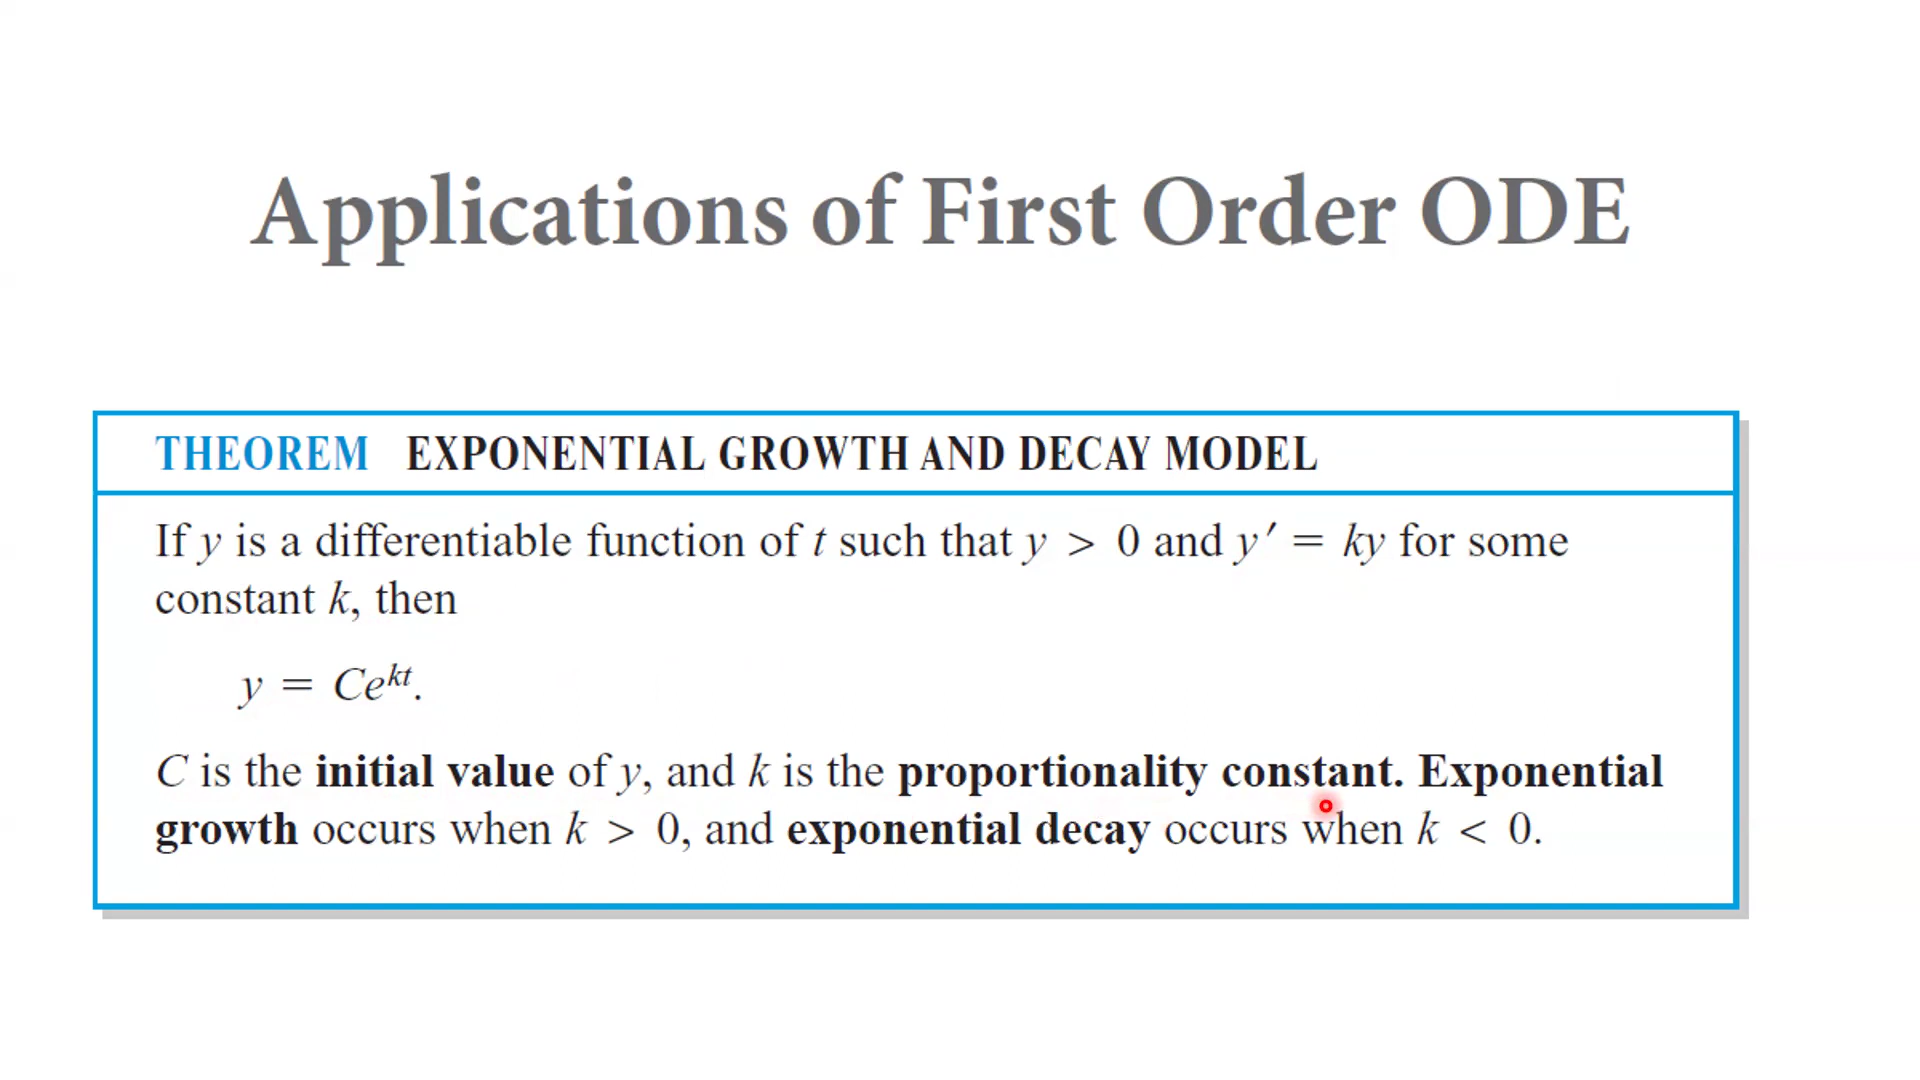 Applications of First Order ODE
THEOREM EXPONENTIAL GROWTH AND DECAY MODEL
If y is a differentiable function of t such that y > 0 and y′ = ky for some
constant k, then
y = Ce^{kt}.
C is the initial value of y, and k is the proportionality constant. Exponential
growth occurs when k > 0, and exponential decay occurs when k < 0.